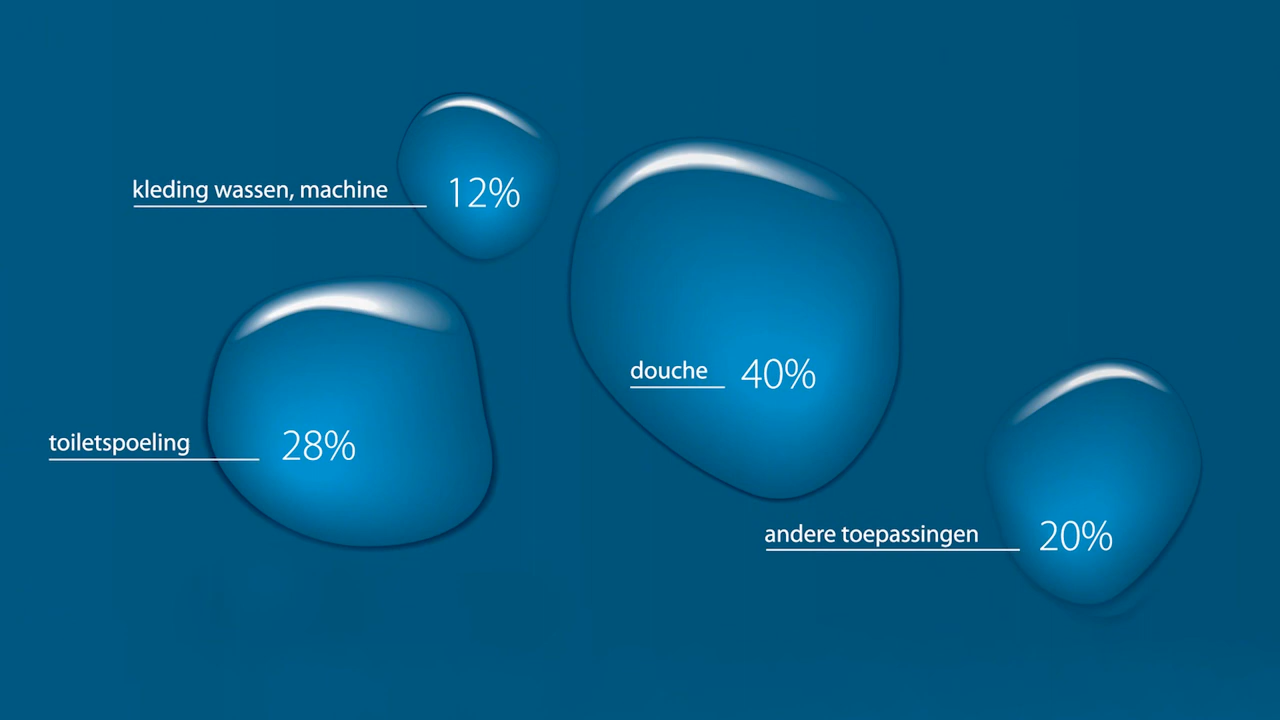 kleding wassen, machine 12%
douche 40%
toiletspoeling 28%
andere toepassingen 20%